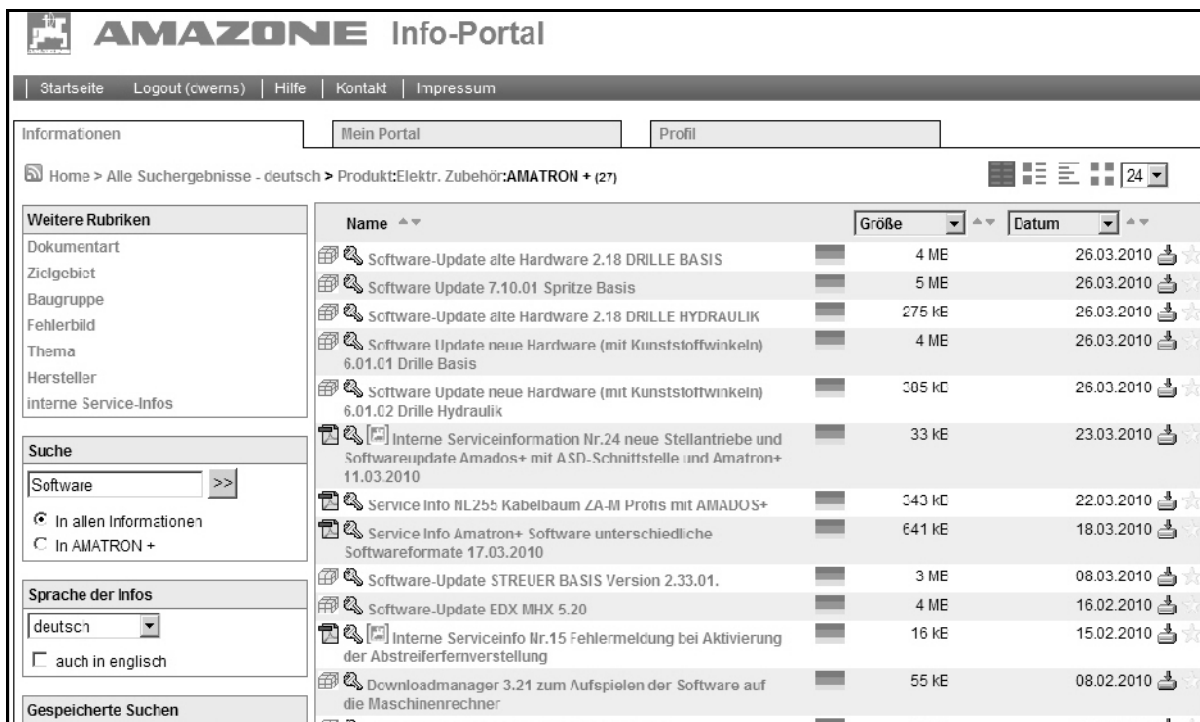 AMAZONE Info-Portal
Startseite Logout (cwerns) Hilfe Kontakt Impressum
Informationen Mein Portal Profil
Home > Alle Suchergebnisse - deutsch > Produkt:Elektr. Zubehör:AMATRON + (27) 24
Weitere Rubriken
Dokumentart
Zielgebiet
Baugruppe
Fehlerbild
Thema
Hersteller
interne Service-Infos
Suche
Software >>
In allen Informationen
In AMATRON +
Sprache der Infos
deutsch
auch in englisch
Gespeicherte Suchen
Name Größe Datum
Software-Update alte Hardware 2.18 DRILLE BASIS 4 MB 26.03.2010
Software Update 7.10.01 Spritze Basis 5 MB 26.03.2010
Software-Update alte Hardware 2.18 DRILLE HYDRAULIK 275 kB 26.03.2010
Software Update neue Hardware (mit Kunststoffwinkeln) 4 MB 26.03.2010
6.01.01 Drille Basis
Software Update neue Hardware (mit Kunststoffwinkeln) 305 kB 26.03.2010
6.01.02 Drille Hydraulik
Interne Serviceinformation Nr.24 neue Stellantriebe und 33 kB 23.03.2010
Softwareupdate Amados+ mit ASD-Schnittstelle und Amatron+
11.03.2010
Service Info NL255 Kabelbaum ZA-M Profis mit AMADOS+ 343 kB 22.03.2010
Service Info Amatron+ Software unterschiedliche 641 kB 18.03.2010
Softwareformate 17.03.2010
Software-Update STREUER BASIS Version 2.33.01. 3 MB 08.03.2010
Software-Update EDX MHX 5.20 4 MB 16.02.2010
Interne Serviceinfo Nr.15 Fehlermeldung bei Aktivierung 16 kB 15.02.2010
der Abstreiferfernverstellung
Downloadmanager 3.21 zum Aufspielen der Software auf 55 kB 08.02.2010
die Maschinenrechner